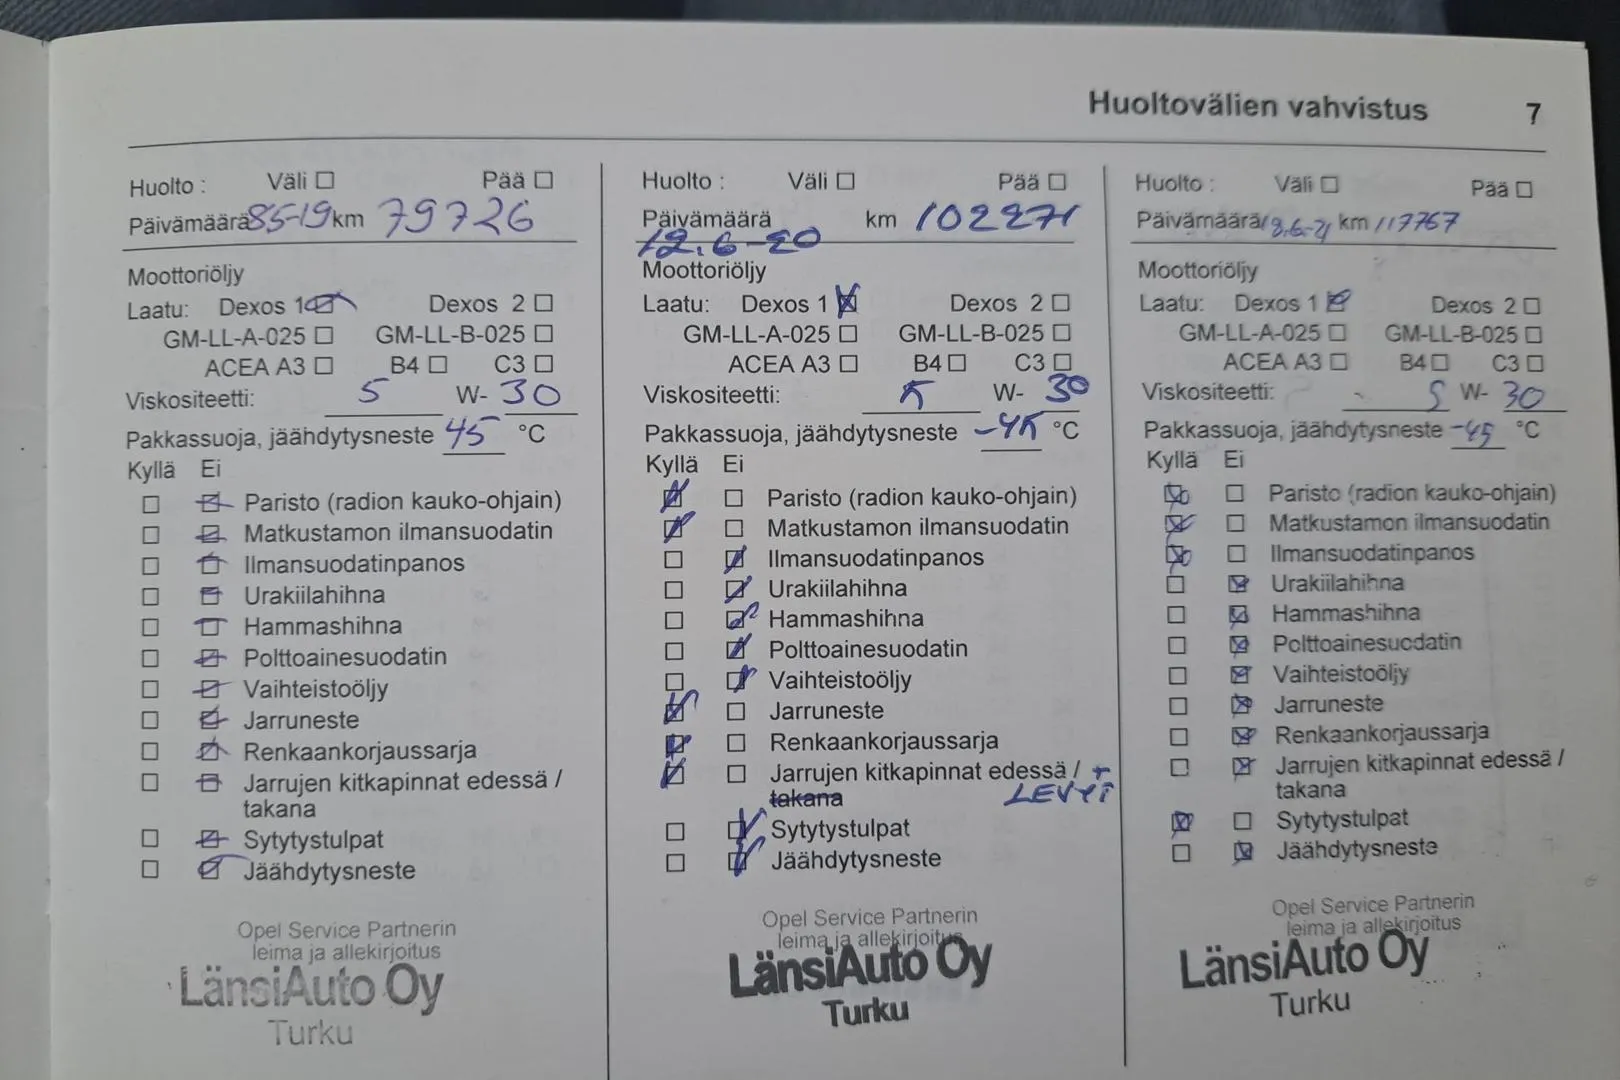 Huoltovälien vahvistus 7
Huolto : Väli ☐ Pää ☐
Päivämäärä 85-19 km 79726
Moottoriöljy
Laatu: Dexos 1 ☒ Dexos 2 ☐
GM-LL-A-025 ☐ GM-LL-B-025 ☐
ACEA A3 ☐ B4 ☐ C3 ☐
Viskositeetti: 5 W- 30
Pakkassuoja, jäähdytysneste 45 °C
Kyllä Ei
☐ ☒ Paristo (radion kauko-ohjain)
☐ ☒ Matkustamon ilmansuodatin
☐ ☒ Ilmansuodatinpanos
☐ ☒ Urakiilahihna
☐ ☒ Hammashihna
☐ ☒ Polttoainesuodatin
☐ ☒ Vaihteistoöljy
☐ ☒ Jarruneste
☐ ☒ Renkaankorjaussarja
☐ ☒ Jarrujen kitkapinnat edessä /
takana
☐ ☒ Sytytystulpat
☐ ☒ Jäähdytysneste
Opel Service Partnerin
leima ja allekirjoitus
LänsiAuto Oy
Turku
Huolto : Väli ☐ Pää ☐
Päivämäärä km 102271
12.6-20
Moottoriöljy
Laatu: Dexos 1 ☒ Dexos 2 ☐
GM-LL-A-025 ☐ GM-LL-B-025 ☐
ACEA A3 ☐ B4 ☐ C3 ☐
Viskositeetti: 5 W- 30
Pakkassuoja, jäähdytysneste -45 °C
Kyllä Ei
☒ ☐ Paristo (radion kauko-ohjain)
☒ ☐ Matkustamon ilmansuodatin
☐ ☒ Ilmansuodatinpanos
☐ ☒ Urakiilahihna
☐ ☒ Hammashihna
☐ ☒ Polttoainesuodatin
☐ ☒ Vaihteistoöljy
☒ ☐ Jarruneste
☒ ☐ Renkaankorjaussarja
☒ ☐ Jarrujen kitkapinnat edessä / +
takana LEVYT
☐ ☒ Sytytystulpat
☐ ☒ Jäähdytysneste
Opel Service Partnerin
leima ja allekirjoitus
LänsiAuto Oy
Turku
Huolto : Väli ☐ Pää ☐
Päivämäärä 18.6-21 km 117767
Moottoriöljy
Laatu: Dexos 1 ☒ Dexos 2 ☐
GM-LL-A-025 ☐ GM-LL-B-025 ☐
ACEA A3 ☐ B4 ☐ C3 ☐
Viskositeetti: 5 W- 30
Pakkassuoja, jäähdytysneste -45 °C
Kyllä Ei
☒ ☐ Paristo (radion kauko-ohjain)
☒ ☐ Matkustamon ilmansuodatin
☒ ☐ Ilmansuodatinpanos
☐ ☒ Urakiilahihna
☐ ☒ Hammashihna
☐ ☒ Polttoainesuodatin
☐ ☒ Vaihteistoöljy
☐ ☒ Jarruneste
☐ ☒ Renkaankorjaussarja
☐ ☒ Jarrujen kitkapinnat edessä /
takana
☒ ☐ Sytytystulpat
☐ ☒ Jäähdytysneste
Opel Service Partnerin
leima ja allekirjoitus
LänsiAuto Oy
Turku